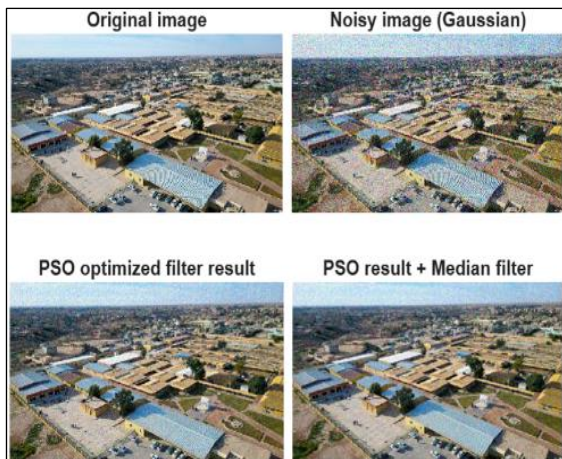 Original image
Noisy image (Gaussian)
PSO optimized filter result
PSO result + Median filter